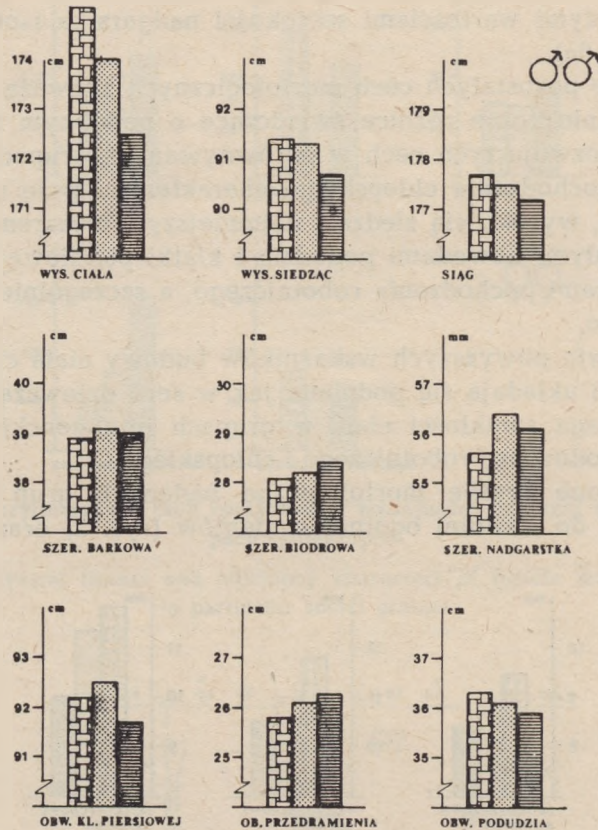 cm
174
173
172
171
WYS. CIAŁA
cm
92
91
90
WYS. SIEDZĄC
cm
179
178
177
SIĄG
♂♂
cm
40
39
38
SZER. BARKOWA
cm
30
29
28
SZER. BIODROWA
mm
57
56
55
SZER. NADGARSTKA
cm
93
92
91
OBW. KL. PIERSIOWEJ
cm
27
26
25
OB. PRZEDRAMIENIA
cm
37
36
35
OBW. PODUDZIA